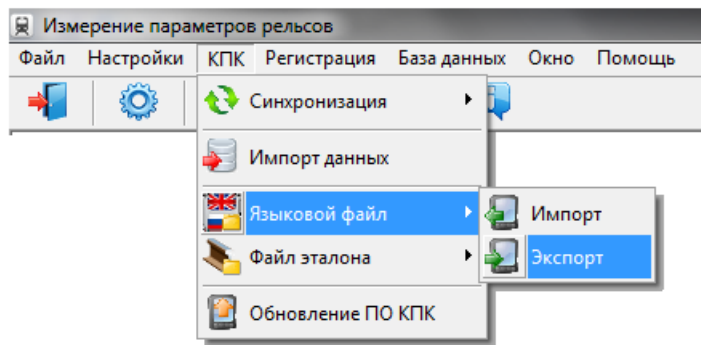 Измерение параметров рельсов
Файл Настройки КПК Регистрация База данных Окно Помощь
Синхронизация
Импорт данных
Языковой файл
Импорт
Файл эталона
Экспорт
Обновление ПО КПК